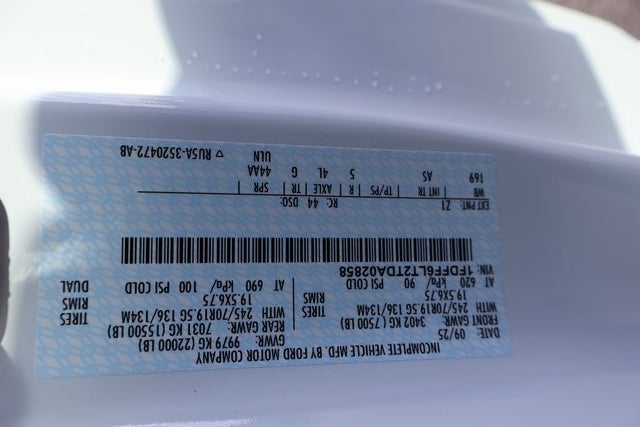 INCOMPLETE VEHICLE MFD. BY FORD MOTOR COMPANY
DATE: 09/25 GVWR: 9979 KG (22000 LB)
FRONT GAWR: 3402 KG (7500 LB) REAR GAWR: 7031 KG (15500 LB)
WITH 245/70R19.5G 136/134M TIRES WITH 245/70R19.5G 136/134M TIRES
19.5X6.75 RIMS 19.5X6.75 RIMS
AT 620 kPa/ 90 PSI COLD AT 690 kPa/ 100 PSI COLD DUAL
VIN: 1FDFF6LT2TDA02858
EXT PNT: Z1 RC: 44 DSO:
WB INT TR TP/PS R AXLE TR SPR
169 AS 5 4L G 44AA
ULN
▽ RU5A-3520472-AB